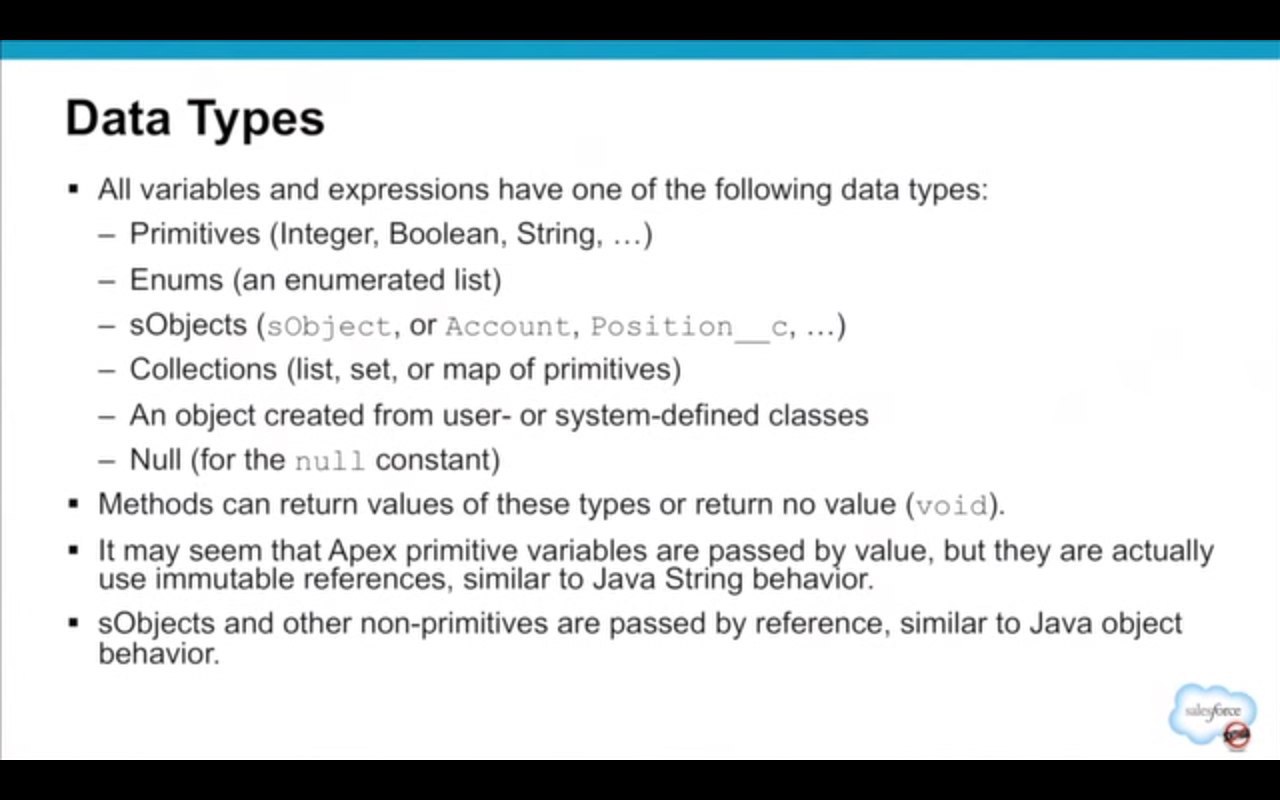 Data Types
▪ All variables and expressions have one of the following data types:
– Primitives (Integer, Boolean, String, …)
– Enums (an enumerated list)
– sObjects (sObject, or Account, Position__c, …)
– Collections (list, set, or map of primitives)
– An object created from user- or system-defined classes
– Null (for the null constant)
▪ Methods can return values of these types or return no value (void).
▪ It may seem that Apex primitive variables are passed by value, but they are actually
use immutable references, similar to Java String behavior.
▪ sObjects and other non-primitives are passed by reference, similar to Java object
behavior.
salesforce